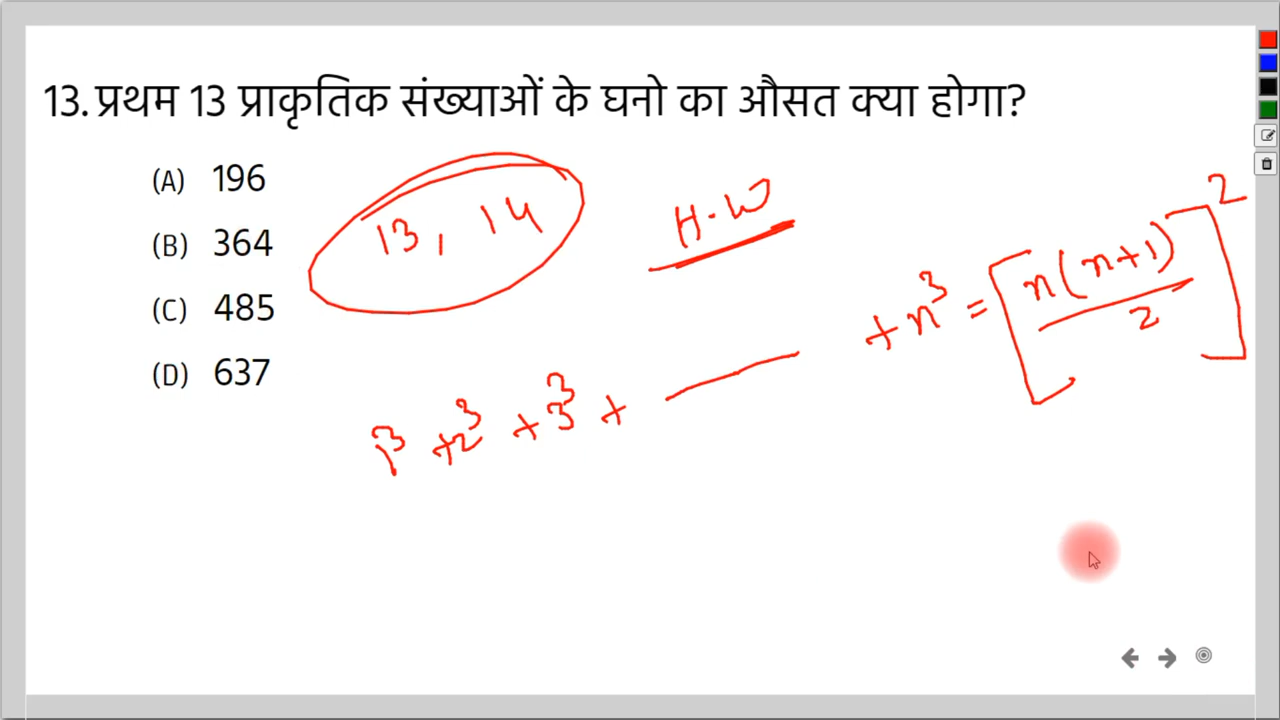 13. प्रथम 13 प्राकृतिक संख्याओं के घनो का औसत क्या होगा?
(A) 196
(B) 364
(C) 485
(D) 637
13, 14
H.W
1³ + 2³ + 3³ + ——— + n³ = [n(n+1)/2]²